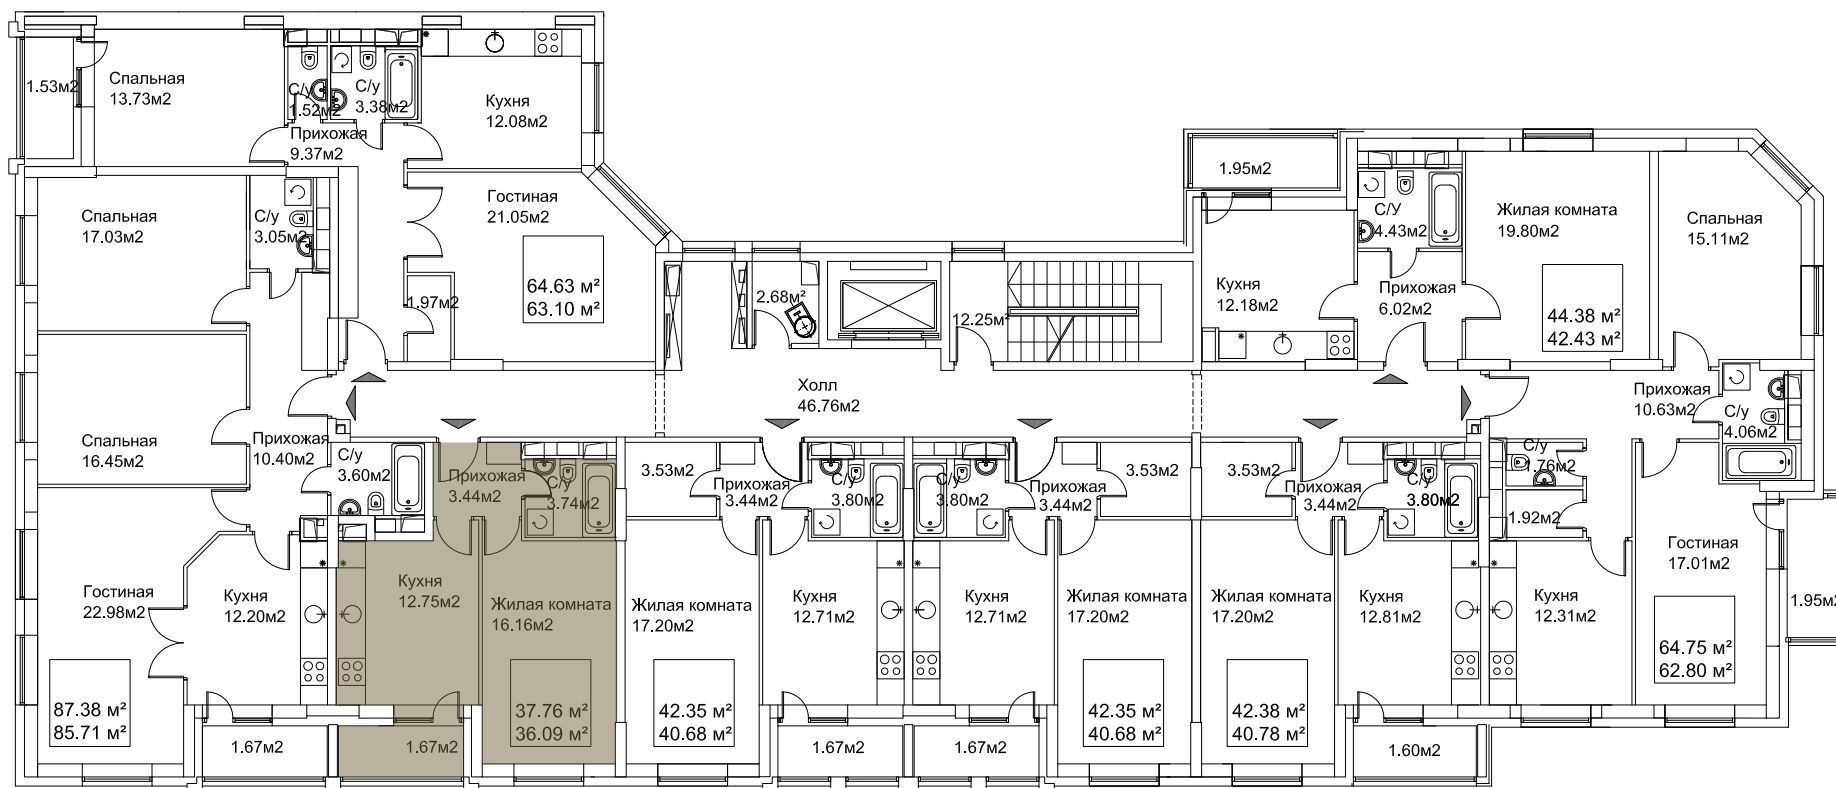 1.53м2
Спальная
13.73м2
С/у
1.52м2
С/у
3.38м2
Прихожая
9.37м2
Кухня
12.08м2
Спальная
17.03м2
С/у
3.05м2
Гостиная
21.05м2
64.63 м²
63.10 м²
1.97м2
2.68м²
12.25м²
1.95м2
Кухня
12.18м2
С/У
4.43м2
Прихожая
6.02м2
Жилая комната
19.80м2
44.38 м²
42.43 м²
Спальная
15.11м2
Холл
46.76м2
Спальная
16.45м2
Прихожая
10.40м2
С/у
3.60м2
Прихожая
3.44м2
С/у
3.74м2
3.53м2
Прихожая
3.44м2
С/у
3.80м2
С/у
3.80м2
Прихожая
3.44м2
3.53м2
3.53м2
Прихожая
3.44м2
С/у
3.80м2
С/у
1.76м2
1.92м2
Прихожая
10.63м2
С/у
4.06м2
Гостиная
22.98м2
Кухня
12.20м2
Кухня
12.75м2
Жилая комната
16.16м2
Жилая комната
17.20м2
Кухня
12.71м2
Кухня
12.71м2
Жилая комната
17.20м2
Жилая комната
17.20м2
Кухня
12.81м2
Кухня
12.31м2
Гостиная
17.01м2
1.95м2
64.75 м²
62.80 м²
87.38 м²
85.71 м²
1.67м2
1.67м2
37.76 м²
36.09 м²
42.35 м²
40.68 м²
1.67м2
1.67м2
42.35 м²
40.68 м²
42.38 м²
40.78 м²
1.60м2